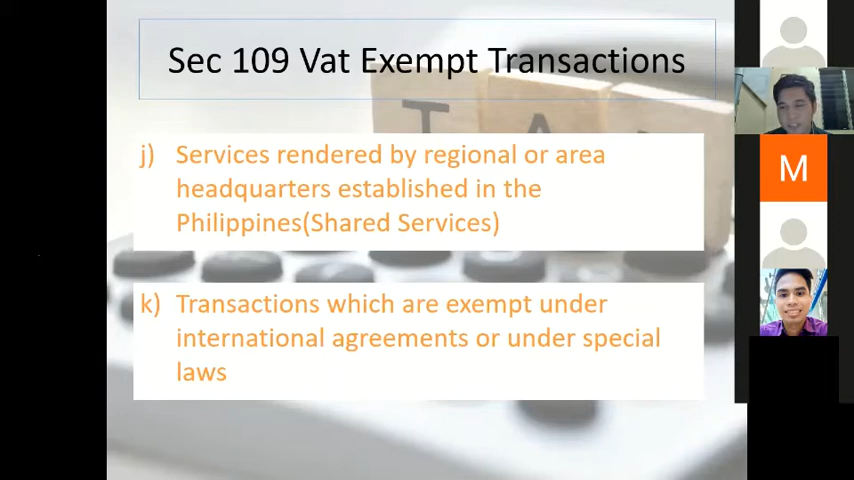 Sec 109 Vat Exempt Transactions
j) Services rendered by regional or area
headquarters established in the
Philippines(Shared Services)
k) Transactions which are exempt under
international agreements or under special
laws
T A
M